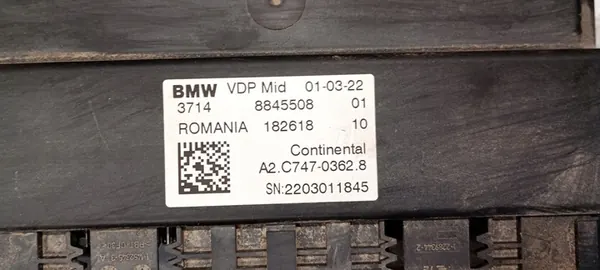 BMW VDP Mid 01-03-22
3714 8845508 01
ROMANIA 182618 10
Continental
A2.C747-0362.8
SN:2203011845